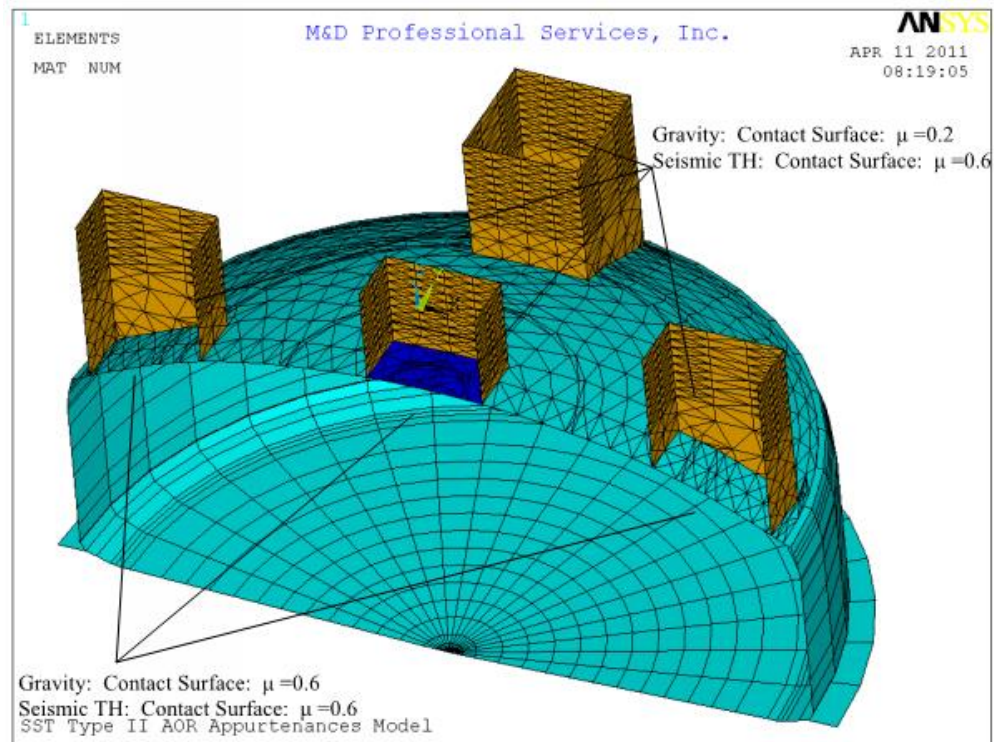 1
ELEMENTS
MAT NUM
M&D Professional Services, Inc.
ANSYS
APR 11 2011
08:19:05
Gravity: Contact Surface: μ =0.2
Seismic TH: Contact Surface: μ =0.6
Gravity: Contact Surface: μ =0.6
Seismic TH: Contact Surface: μ =0.6
SST Type II AOR Appurtenances Model